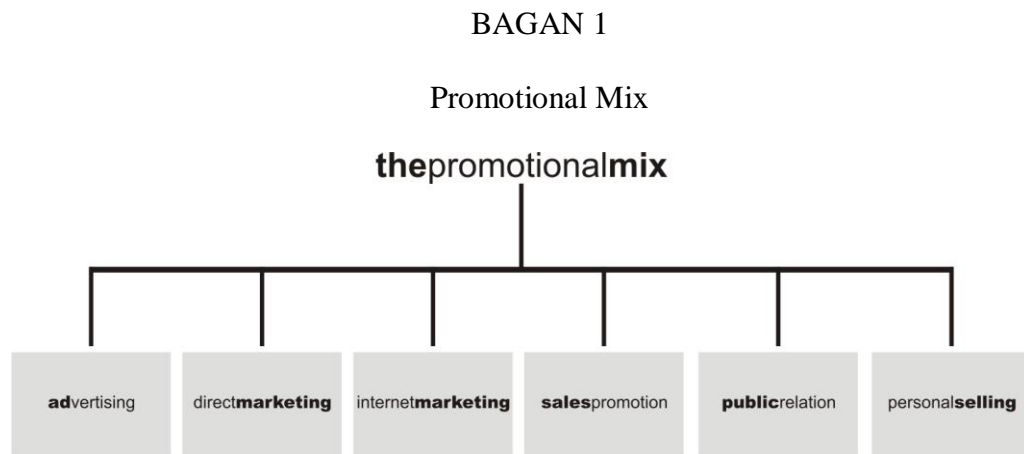 BAGAN 1
Promotional Mix
thepromotionalmix
advertising
directmarketing
internetmarketing
salespromotion
publicrelation
personalselling